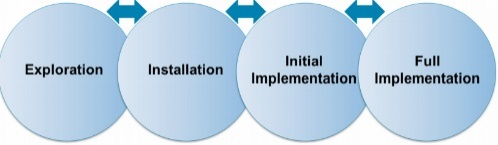 Exploration
Installation
Initial
Implementation
Full
Implementation